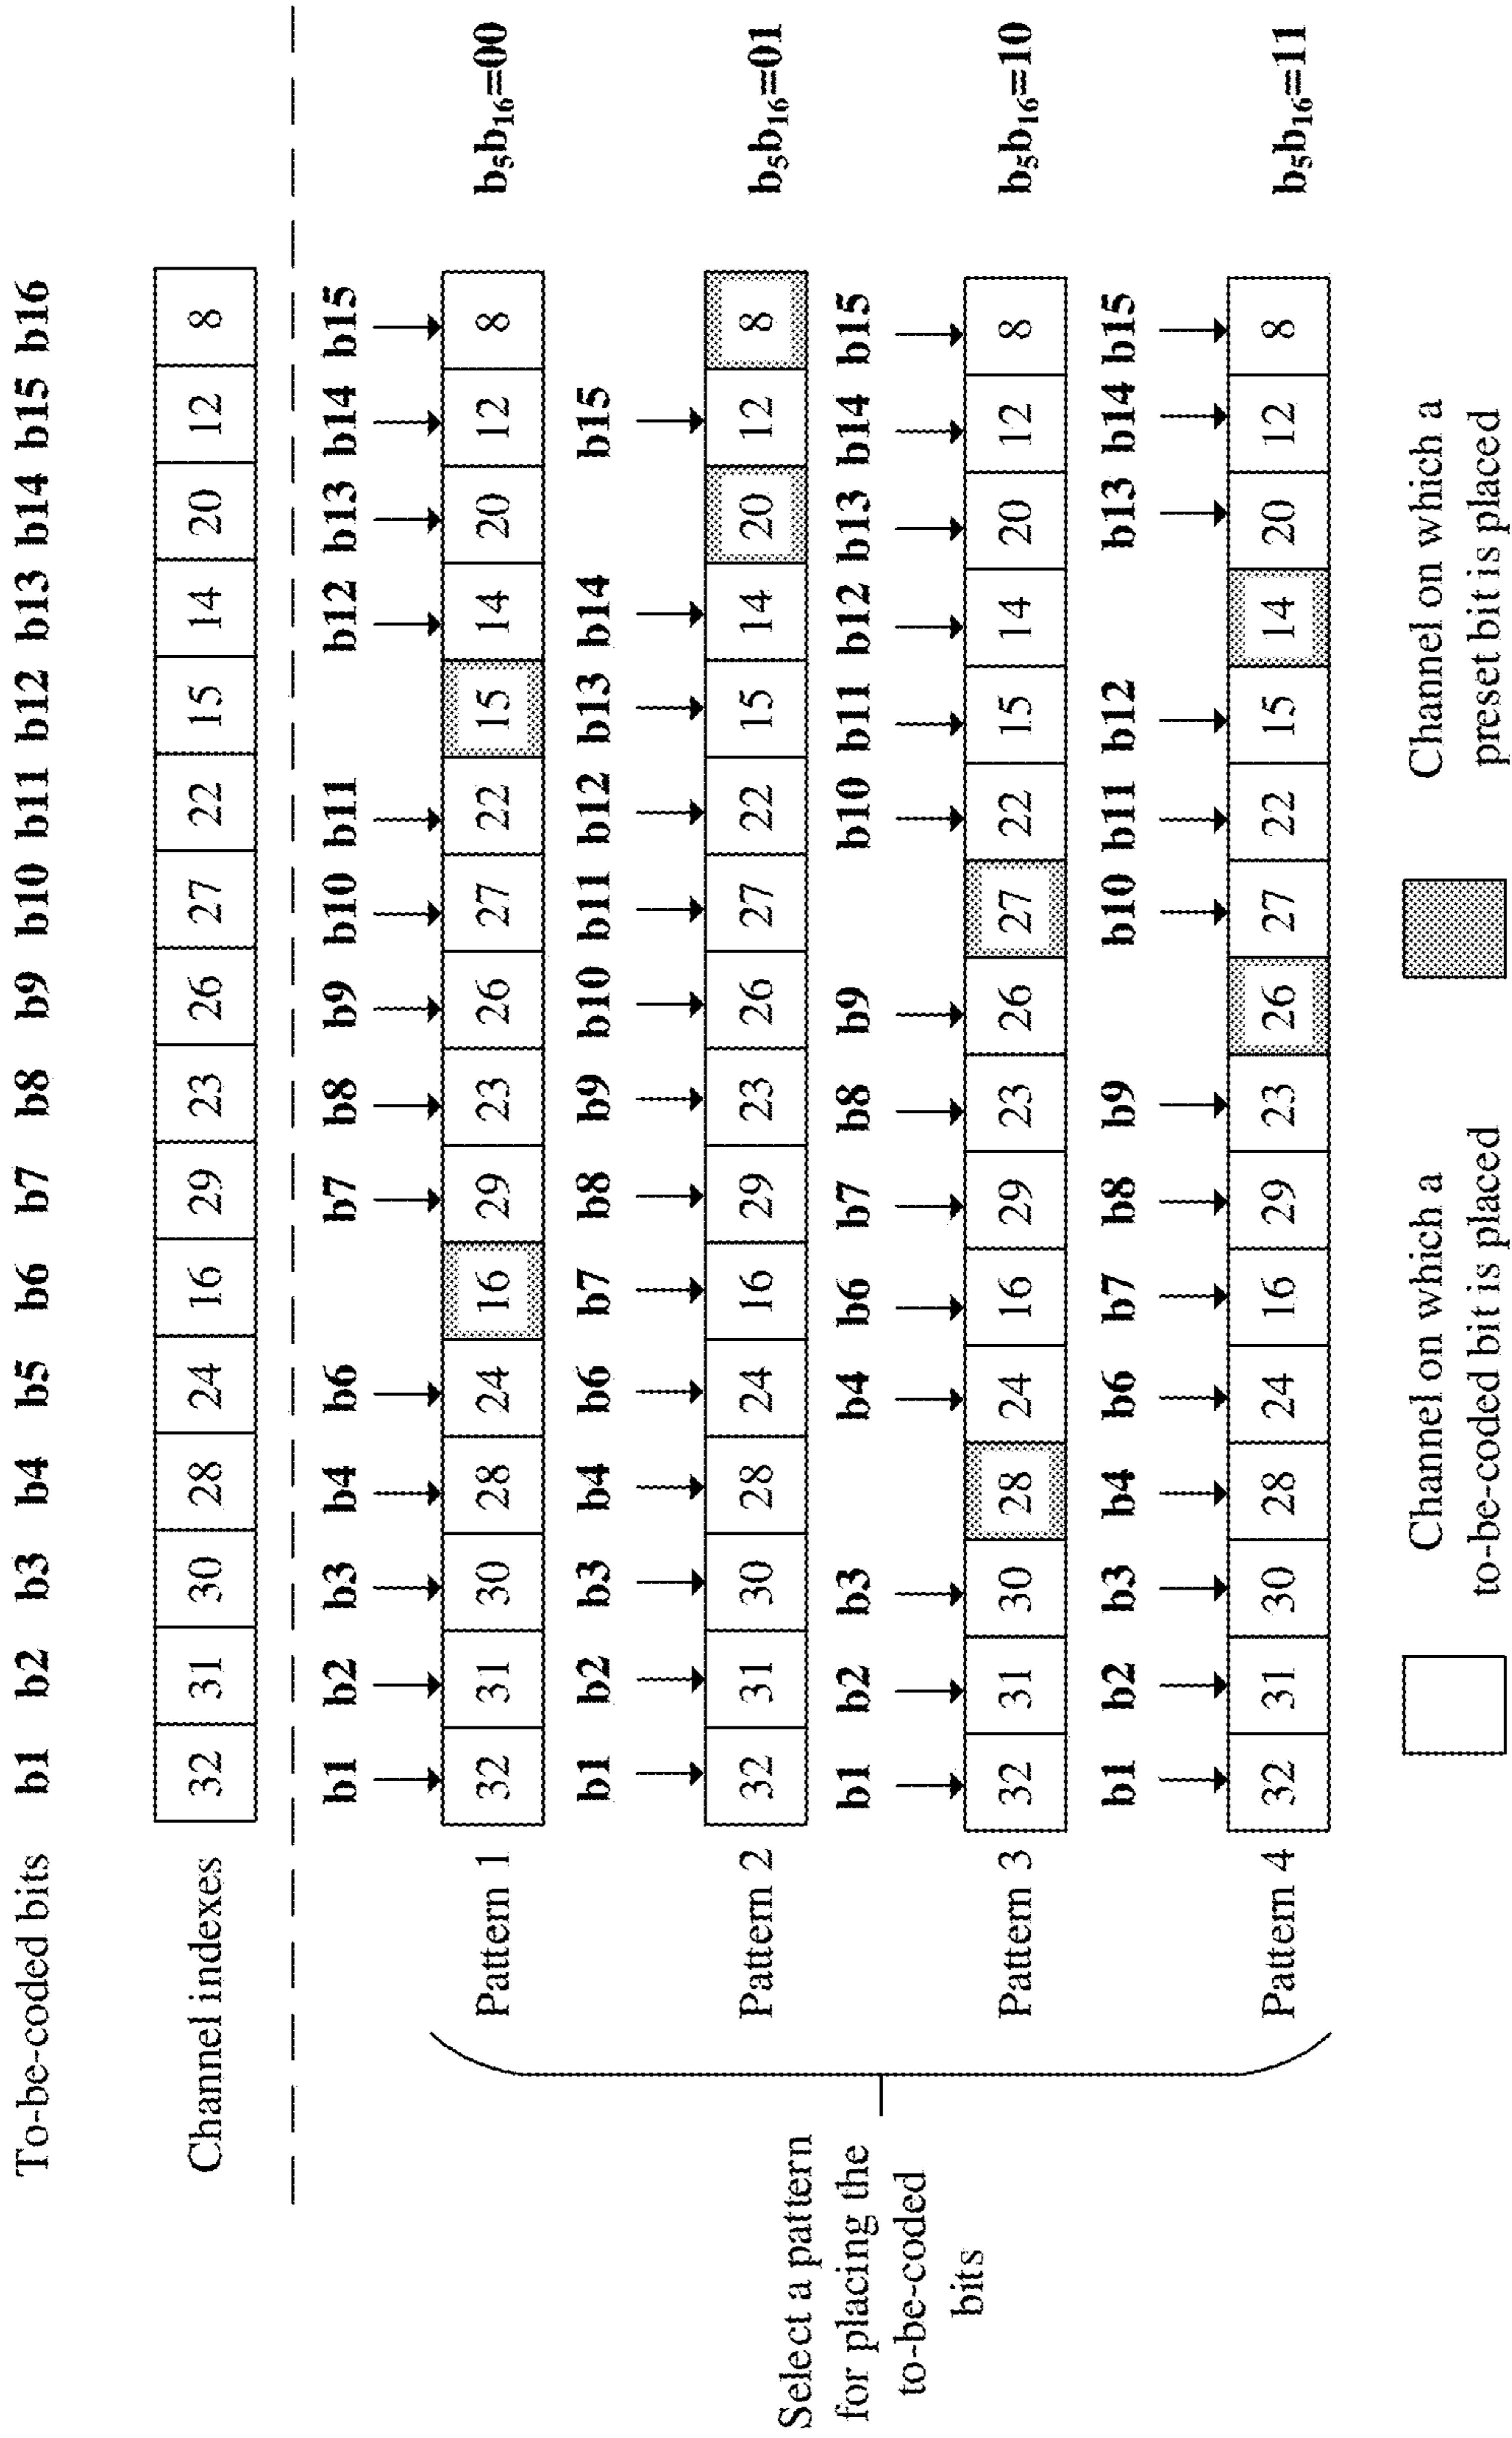 To-be-coded bits b1 b2 b3 b4 b5 b6 b7 b8 b9 b10 b11 b12 b13 b14 b15 b16
Channel indexes 32 31 30 28 24 16 29 23 26 27 22 15 14 20 12 8
b1 b2 b3 b4 b6 b7 b8 b9 b10 b11 b12 b13 b14 b15
Pattern 1 32 31 30 28 24 16 29 23 26 27 22 15 14 20 12 8 b₅b₁₆=00
b1 b2 b3 b4 b6 b7 b8 b9 b10 b11 b12 b13 b14 b15
Pattern 2 32 31 30 28 24 16 29 23 26 27 22 15 14 20 12 8 b₅b₁₆=01
b1 b2 b3 b4 b6 b7 b8 b9 b10 b11 b12 b13 b14 b15
Pattern 3 32 31 30 28 24 16 29 23 26 27 22 15 14 20 12 8 b₅b₁₆=10
b1 b2 b3 b4 b6 b7 b8 b9 b10 b11 b12 b13 b14 b15
Pattern 4 32 31 30 28 24 16 29 23 26 27 22 15 14 20 12 8 b₅b₁₆=11
Select a pattern
for placing the
to-be-coded
bits
Channel on which a
to-be-coded bit is placed
Channel on which a
preset bit is placed